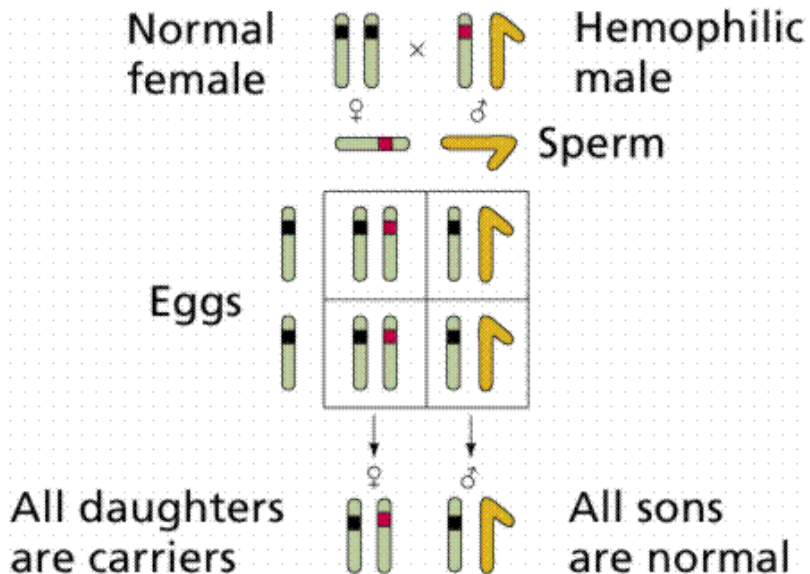 Normal
female
×
Hemophilic
male
♀
♂
Sperm
Eggs
♀
♂
All daughters
are carriers
All sons
are normal